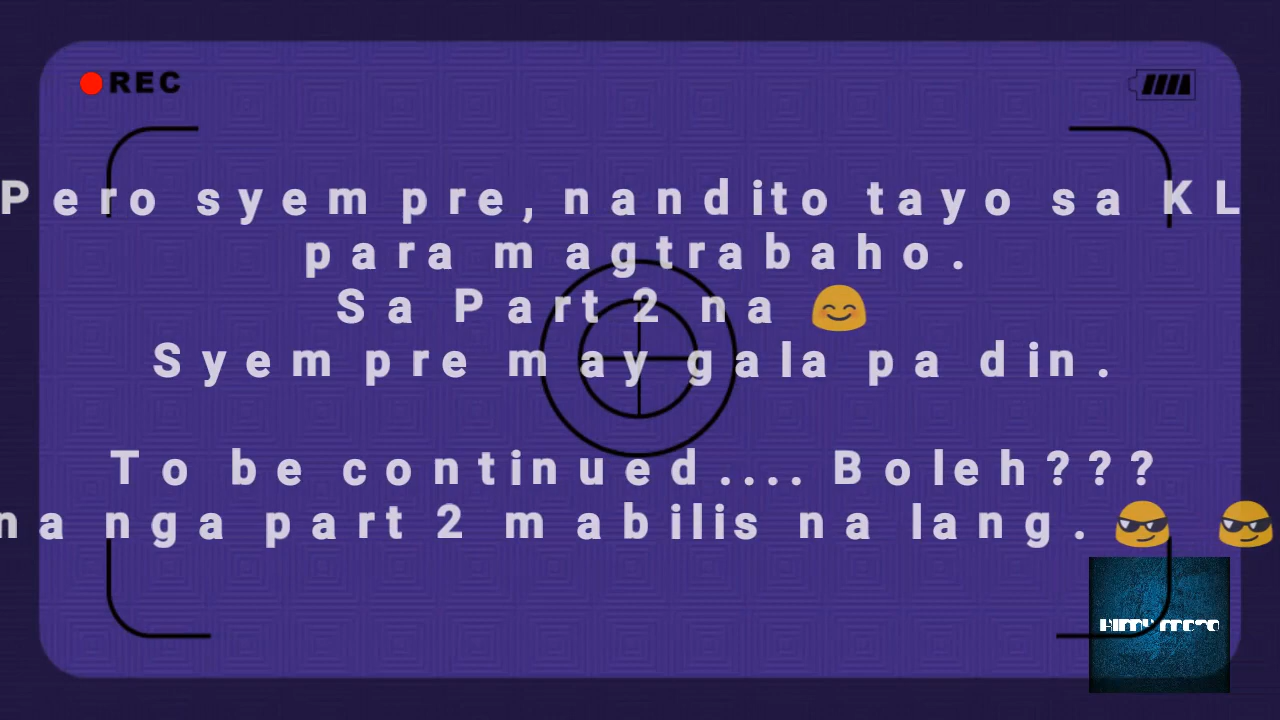 REC
Pero syempre, nandito tayo sa KL
para magtrabaho.
Sa Part 2 na 😊
Syempre may gala pa din.
To be continued.... Boleh???
na nga part 2 mabilis na lang. 😎 😎